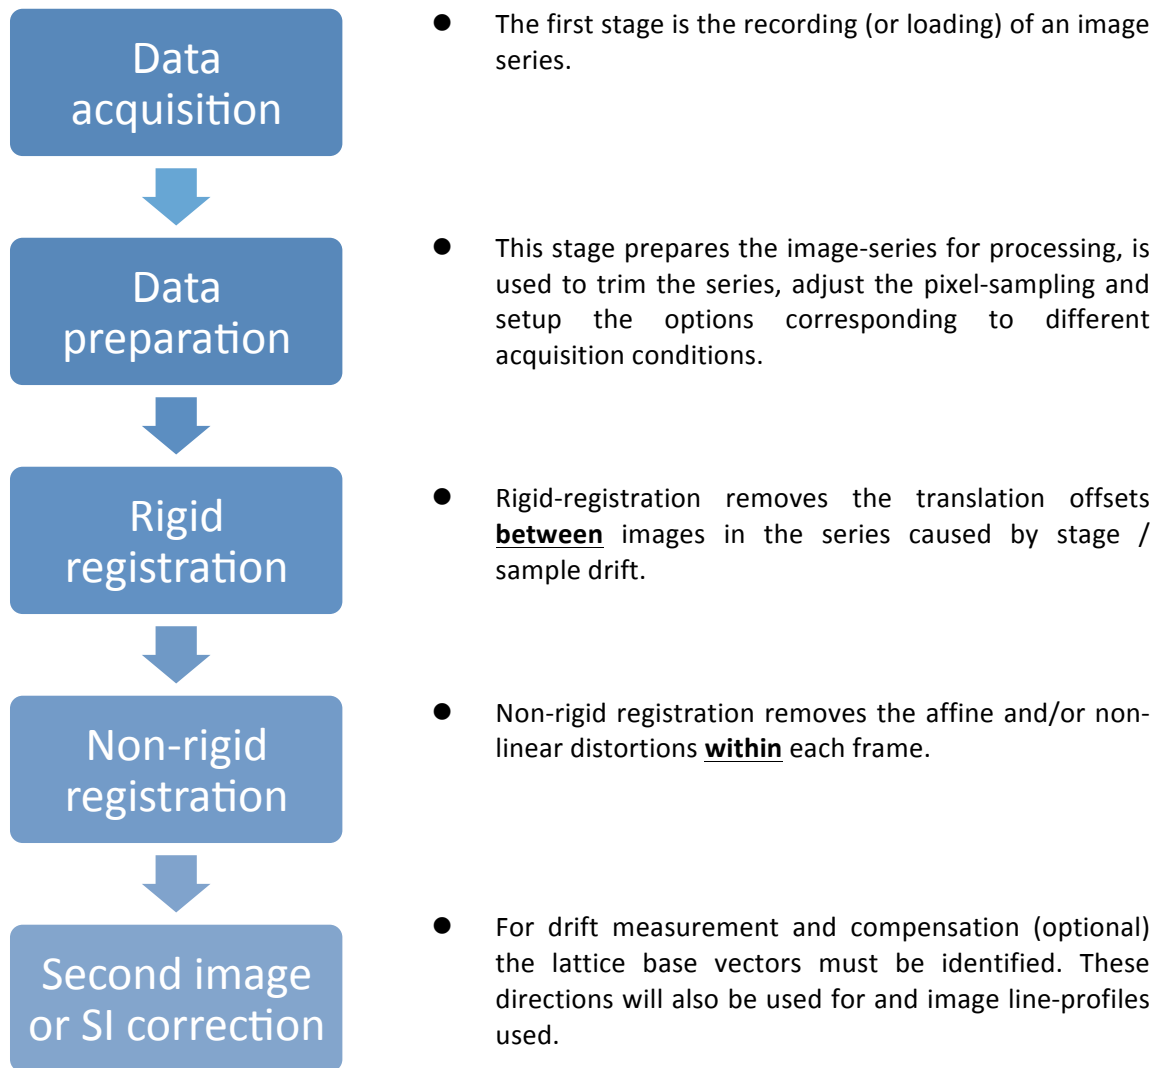 Data
acquisition
● The first stage is the recording (or loading) of an image
series.
Data
preparation
● This stage prepares the image-series for processing, is
used to trim the series, adjust the pixel-sampling and
setup the options corresponding to different
acquisition conditions.
Rigid
registration
● Rigid-registration removes the translation offsets
between images in the series caused by stage /
sample drift.
Non-rigid
registration
● Non-rigid registration removes the affine and/or non-
linear distortions within each frame.
Second image
or SI correction
● For drift measurement and compensation (optional)
the lattice base vectors must be identified. These
directions will also be used for and image line-profiles
used.